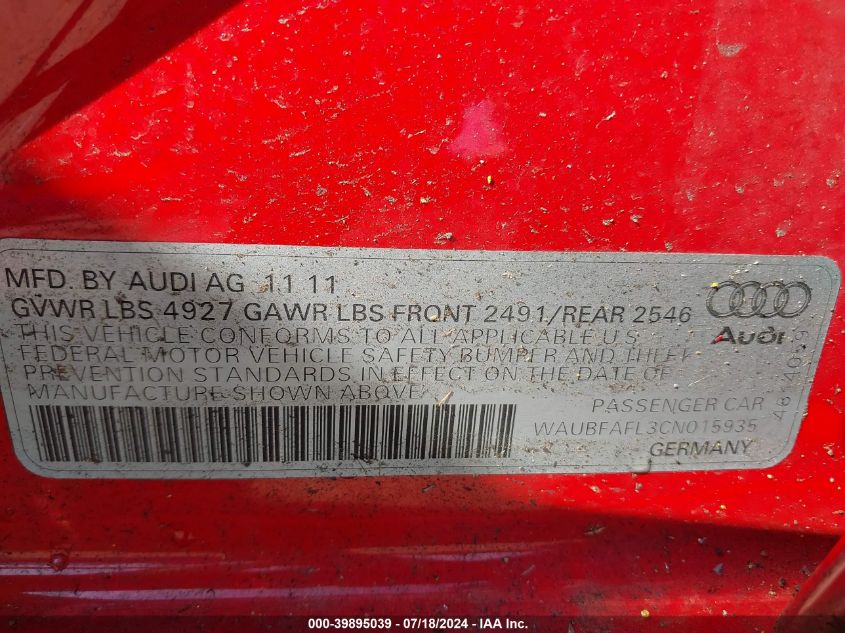 MFD. BY AUDI AG 11 11
GVWR LBS 4927 GAWR LBS FRONT 2491/REAR 2546
THIS VEHICLE CONFORMS TO ALL APPLICABLE U.S.
FEDERAL MOTOR VEHICLE SAFETY BUMPER AND THEFT
PREVENTION STANDARDS IN EFFECT ON THE DATE OF
MANUFACTURE SHOWN ABOVE
Audi
PASSENGER CAR
WAUBFAFL3CN015935
GERMANY
000-39895039 - 07/18/2024 - IAA Inc.